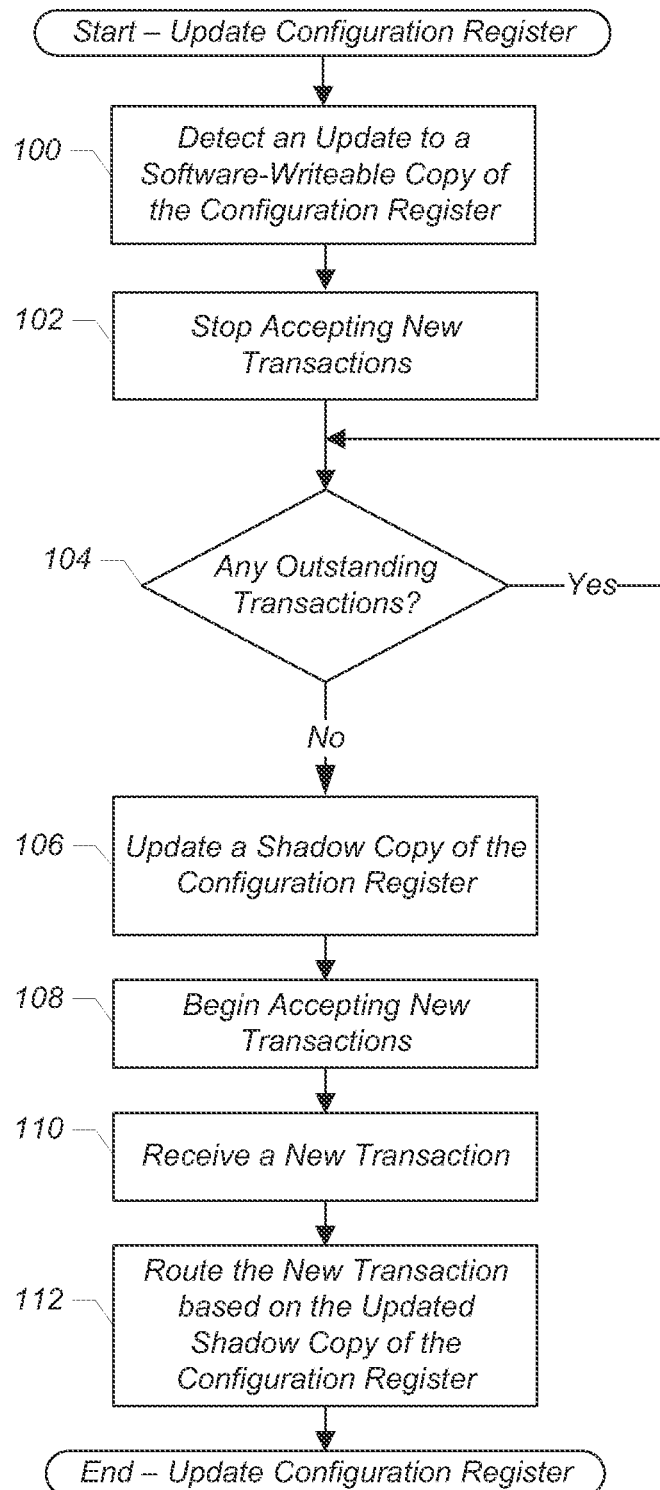 Start – Update Configuration Register
100
Detect an Update to a
Software-Writeable Copy of
the Configuration Register
102
Stop Accepting New
Transactions
104
Any Outstanding
Transactions?
Yes
No
106
Update a Shadow Copy of the
Configuration Register
108
Begin Accepting New
Transactions
110
Receive a New Transaction
112
Route the New Transaction
based on the Updated
Shadow Copy of the
Configuration Register
End – Update Configuration Register